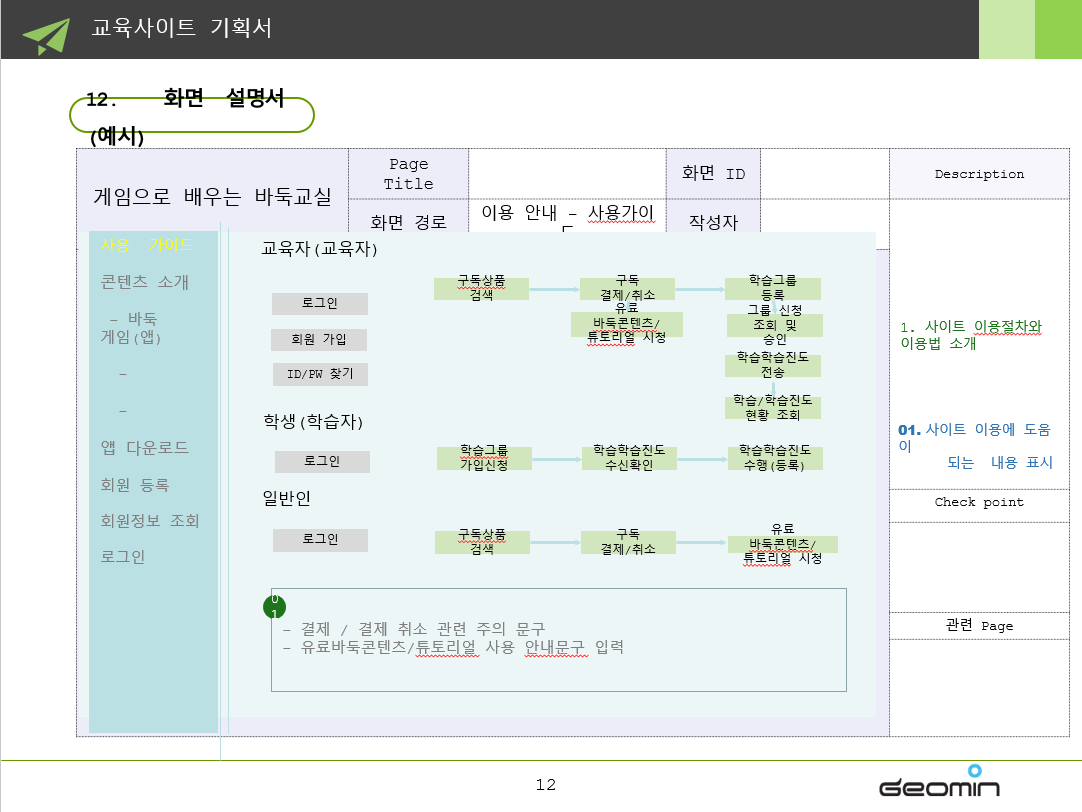 교육사이트 기획서
12. 화면 설명서
(예시)
게임으로 배우는 바둑교실
Page
Title
화면 ID
Description
화면 경로
이용 안내 – 사용가이
드
작성자
사용 가이드
콘텐츠 소개
– 바둑
게임(앱)
–
–
앱 다운로드
회원 등록
회원정보 조회
로그인
교육자(교육자)
로그인
회원 가입
ID/PW 찾기
구독상품
검색
구독
결제/취소
유료
바둑콘텐츠/
튜토리얼 시청
학습그룹
등록
그룹 신청
조회 및
승인
학습학습진도
전송
학습/학습진도
현황 조회
학생(학습자)
로그인
학습그룹
가입신청
학습학습진도
수신확인
학습학습진도
수행(등록)
일반인
로그인
구독상품
검색
구독
결제/취소
유료
바둑콘텐츠/
튜토리얼 시청
01
– 결제 / 결제 취소 관련 주의 문구
– 유료바둑콘텐츠/튜토리얼 사용 안내문구 입력
1. 사이트 이용절차와
이용법 소개
01. 사이트 이용에 도움
이
되는 내용 표시
Check point
관련 Page
12
Geomin